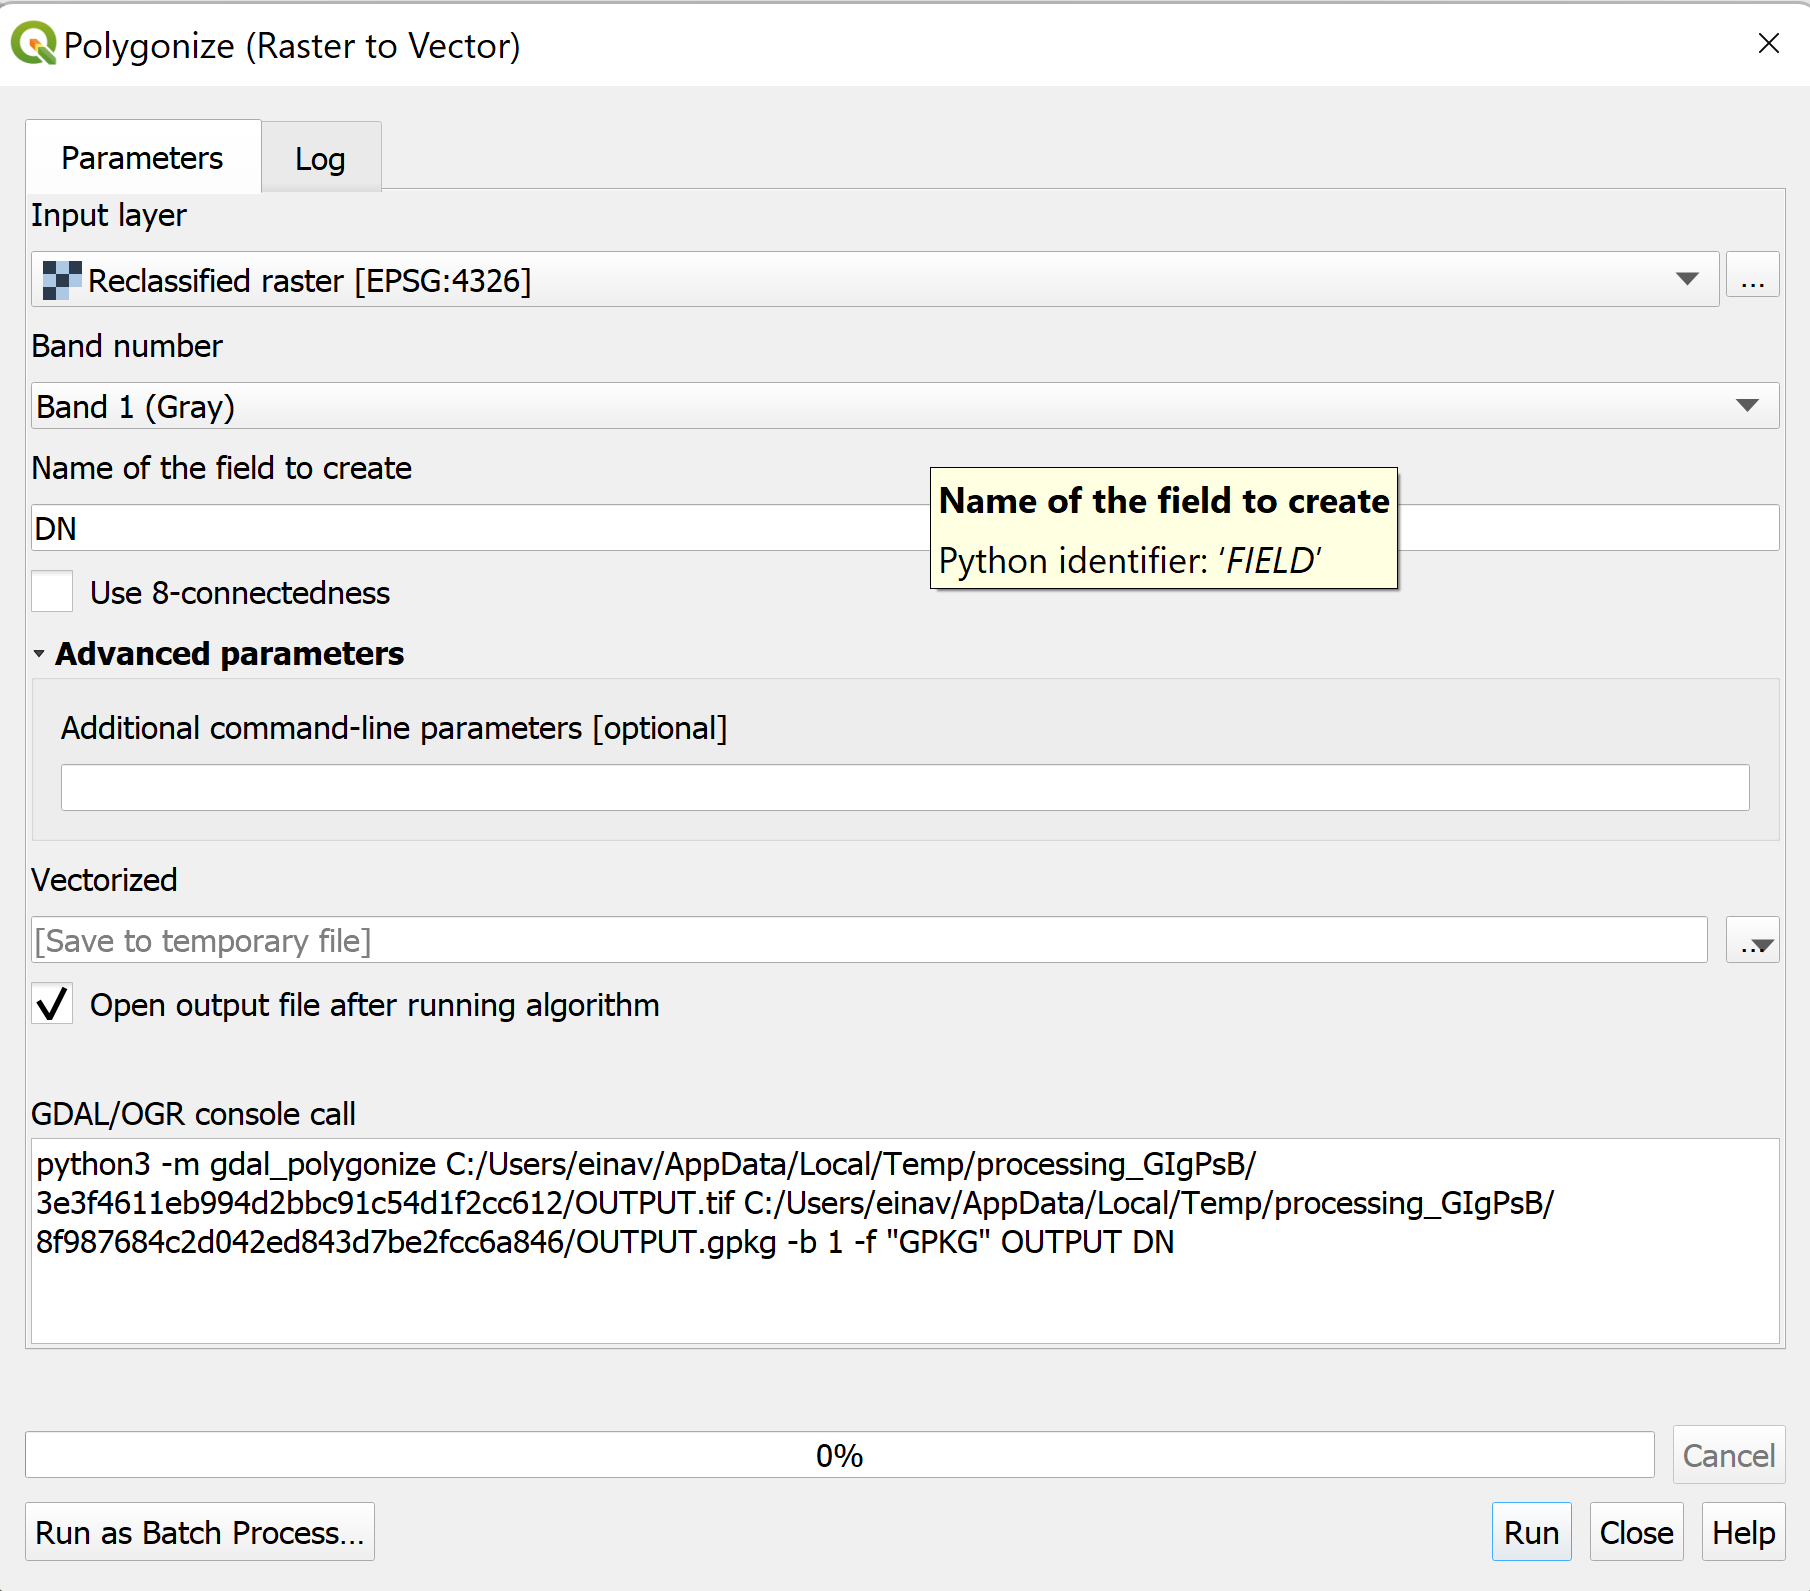 Polygonize (Raster to Vector)
Parameters
Log
Input layer
Reclassified raster [EPSG:4326]
...
Band number
Band 1 (Gray)
Name of the field to create
DN
Name of the field to create
Python identifier: ‘FIELD’
Use 8-connectedness
Advanced parameters
Additional command-line parameters [optional]
Vectorized
[Save to temporary file]
...
Open output file after running algorithm
GDAL/OGR console call
python3 -m gdal_polygonize C:/Users/einav/AppData/Local/Temp/processing_GIgPsB/
3e3f4611eb994d2bbc91c54d1f2cc612/OUTPUT.tif C:/Users/einav/AppData/Local/Temp/processing_GIgPsB/
8f987684c2d042ed843d7be2fcc6a846/OUTPUT.gpkg -b 1 -f "GPKG" OUTPUT DN
0%
Cancel
Run as Batch Process...
Run
Close
Help